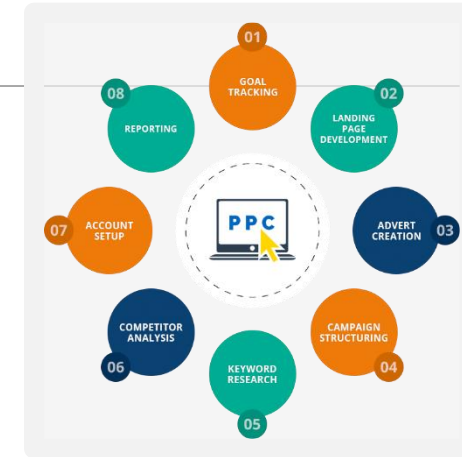 01
GOAL
TRACKING
02
LANDING
PAGE
DEVELOPMENT
03
ADVERT
CREATION
04
CAMPAIGN
STRUCTURING
05
KEYWORD
RESEARCH
06
COMPETITOR
ANALYSIS
07
ACCOUNT
SETUP
08
REPORTING
PPC